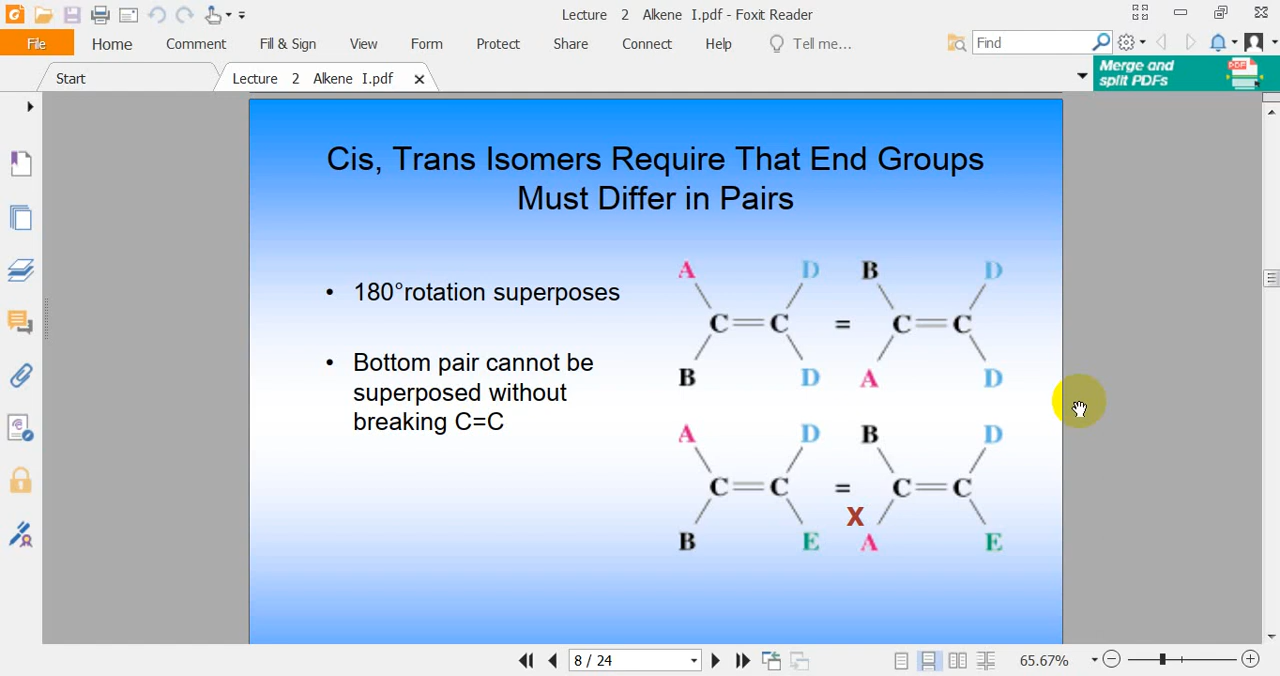 Lecture 2 Alkene I.pdf - Foxit Reader
File Home Comment Fill & Sign View Form Protect Share Connect Help Tell me... Find
Start Lecture 2 Alkene I.pdf
Merge and
split PDFs
PDF
Cis, Trans Isomers Require That End Groups
Must Differ in Pairs
• 180°rotation superposes
• Bottom pair cannot be
superposed without
breaking C=C
A D B D
C=C = C=C
B D A D
A D B D
C=C = C=C
X
B E A E
8 / 24 65.67%